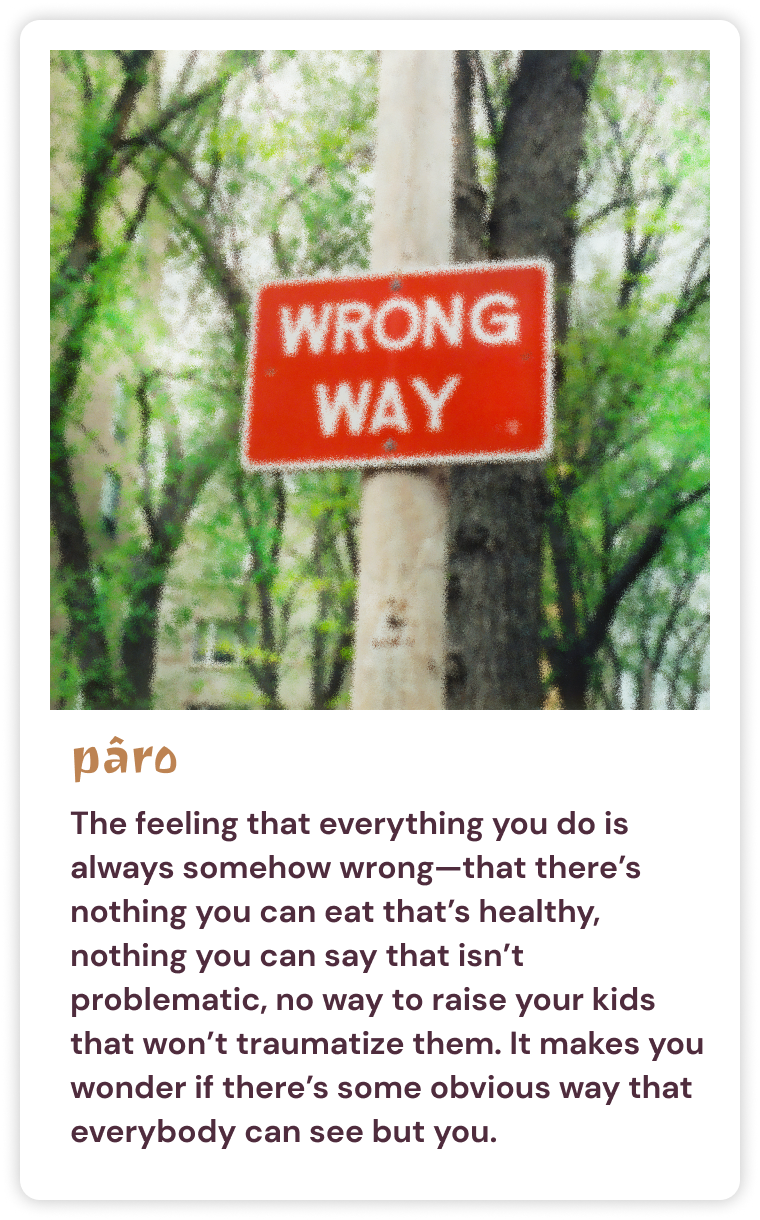 WRONG
WAY
pâro
The feeling that everything you do is
always somehow wrong—that there’s
nothing you can eat that’s healthy,
nothing you can say that isn’t
problematic, no way to raise your kids
that won’t traumatize them. It makes you
wonder if there’s some obvious way that
everybody can see but you.